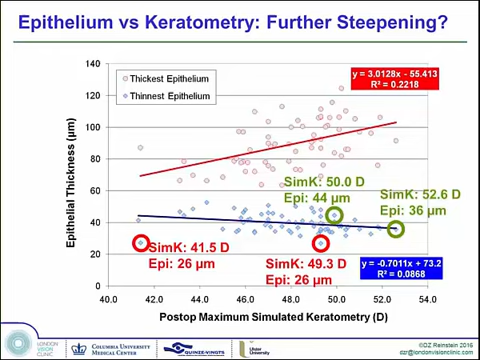 Epithelium vs Keratometry: Further Steepening?
140
120
100
80
60
40
20
0
Epithelial Thickness (µm)
Thickest Epithelium
Thinnest Epithelium
y = 3.0128x - 55.413
R² = 0.2218
SimK: 50.0 D
Epi: 44 µm
SimK: 52.6 D
Epi: 36 µm
SimK: 41.5 D
Epi: 26 µm
SimK: 49.3 D
Epi: 26 µm
y = -0.7011x + 73.2
R² = 0.0868
40.0 42.0 44.0 46.0 48.0 50.0 52.0 54.0
Postop Maximum Simulated Keratometry (D)
LONDON
VISION
CLINIC
COLUMBIA UNIVERSITY
MEDICAL CENTER
QUINZE-VINGTS
Ulster
University
©DZ Reinstein 2016
dzr@londonvisionclinic.com